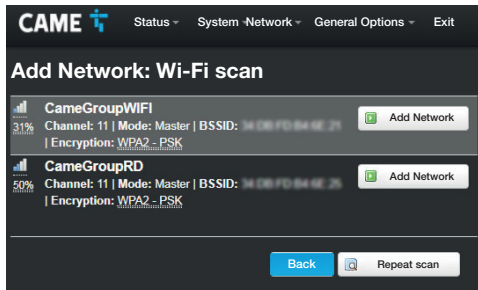 CAME Status System Network General Options Exit
Add Network: Wi-Fi scan
CameGroupWIFI
31% Channel: 11 | Mode: Master | BSSID:
| Encryption: WPA2 - PSK
Add Network
CameGroupRD
50% Channel: 11 | Mode: Master | BSSID:
| Encryption: WPA2 - PSK
Add Network
Back Repeat scan